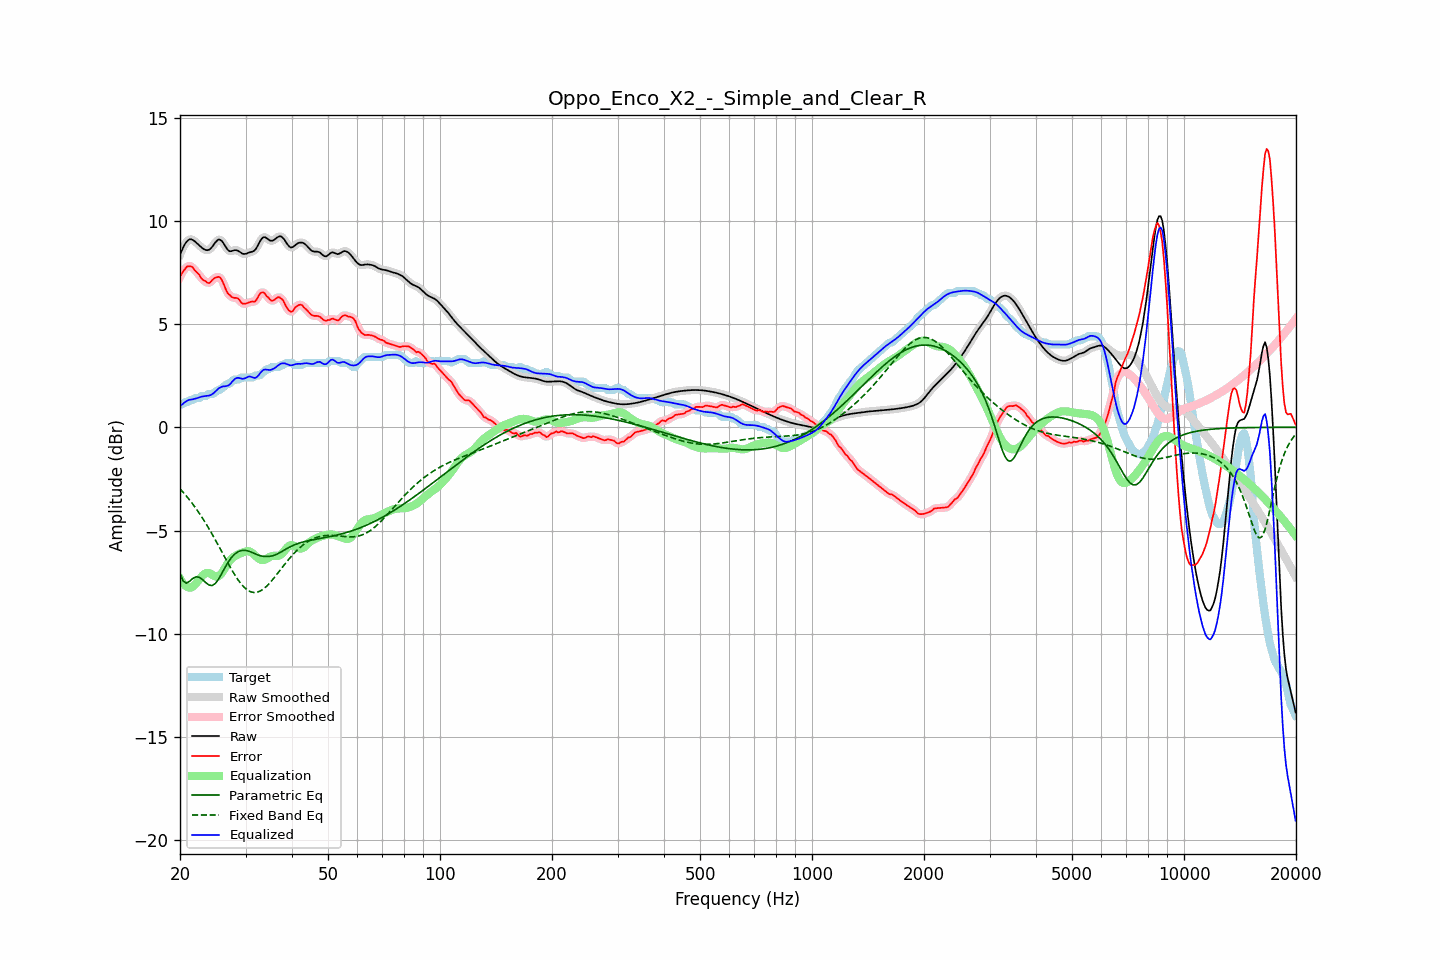 Oppo_Enco_X2_-_Simple_and_Clear_R
15
10
5
0
−5
−10
−15
−20
Amplitude (dBr)
Target
Raw Smoothed
Error Smoothed
Raw
Error
Equalization
Parametric Eq
Fixed Band Eq
Equalized
20 50 100 200 500 1000 2000 5000 10000 20000
Frequency (Hz)